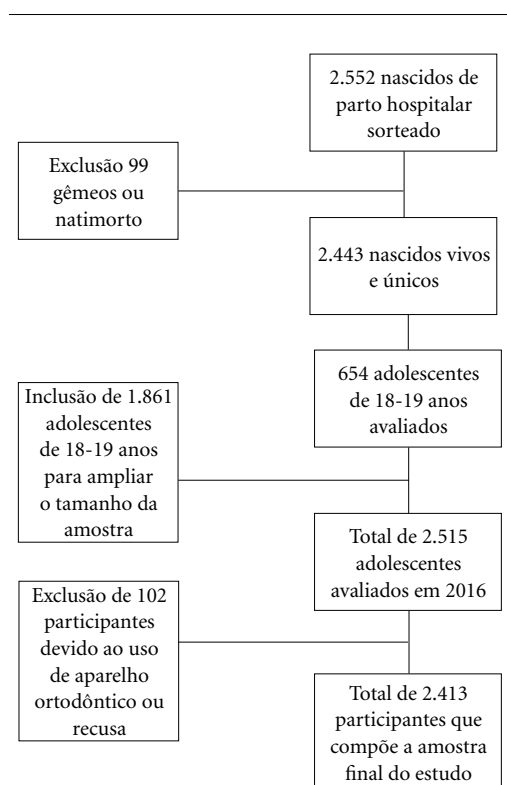 2.552 nascidos de
parto hospitalar
sorteado
Exclusão 99
gêmeos ou
natimorto
2.443 nascidos vivos
e únicos
654 adolescentes
de 18-19 anos
avaliados
Inclusão de 1.861
adolescentes
de 18-19 anos
para ampliar
o tamanho da
amostra
Total de 2.515
adolescentes
avaliados em 2016
Exclusão de 102
participantes
devido ao uso
de aparelho
ortodôntico ou
recusa
Total de 2.413
participantes que
compõe a amostra
final do estudo